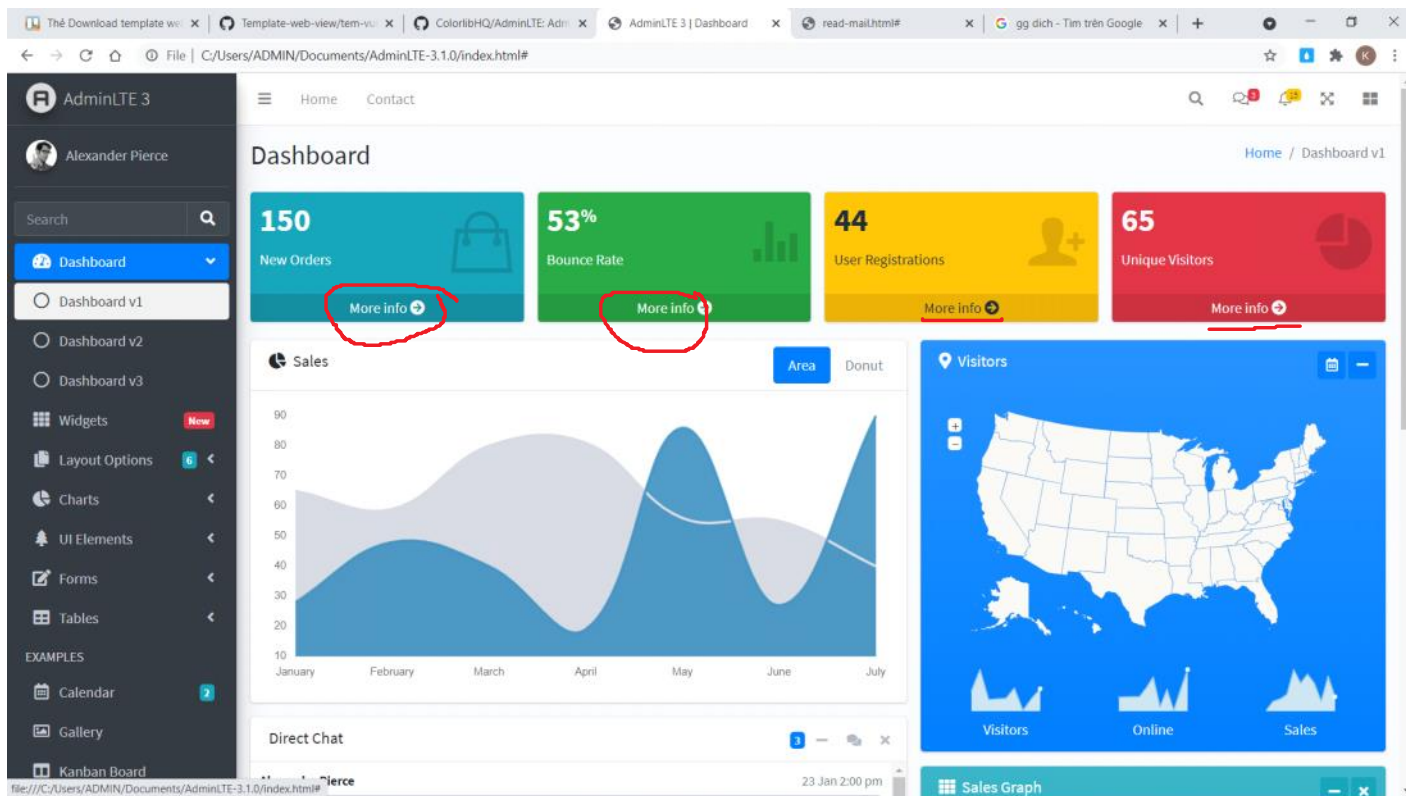 Thẻ Download template we
Template-web-view/tem-vu
ColorlibHQ/AdminLTE: Adm
AdminLTE 3 | Dashboard
read-mail.html#
gg dich - Tìm trên Google
File | C:/Users/ADMIN/Documents/AdminLTE-3.1.0/index.html#
K
AdminLTE 3
Home Contact
3
15
Alexander Pierce
Dashboard
Home / Dashboard v1
Search
150
New Orders
More info
53%
Bounce Rate
More info
44
User Registrations
More info
65
Unique Visitors
More info
Dashboard
Dashboard v1
Dashboard v2
Dashboard v3
Widgets New
Layout Options 6
Charts
UI Elements
Forms
Tables
EXAMPLES
Calendar 2
Gallery
Kanban Board
Sales
Area Donut
90
80
70
60
50
40
30
20
10
January February March April May June July
Visitors
+
−
Visitors Online Sales
Direct Chat
3
Pierce
23 Jan 2:00 pm
Sales Graph
file:///C:/Users/ADMIN/Documents/AdminLTE-3.1.0/index.html#